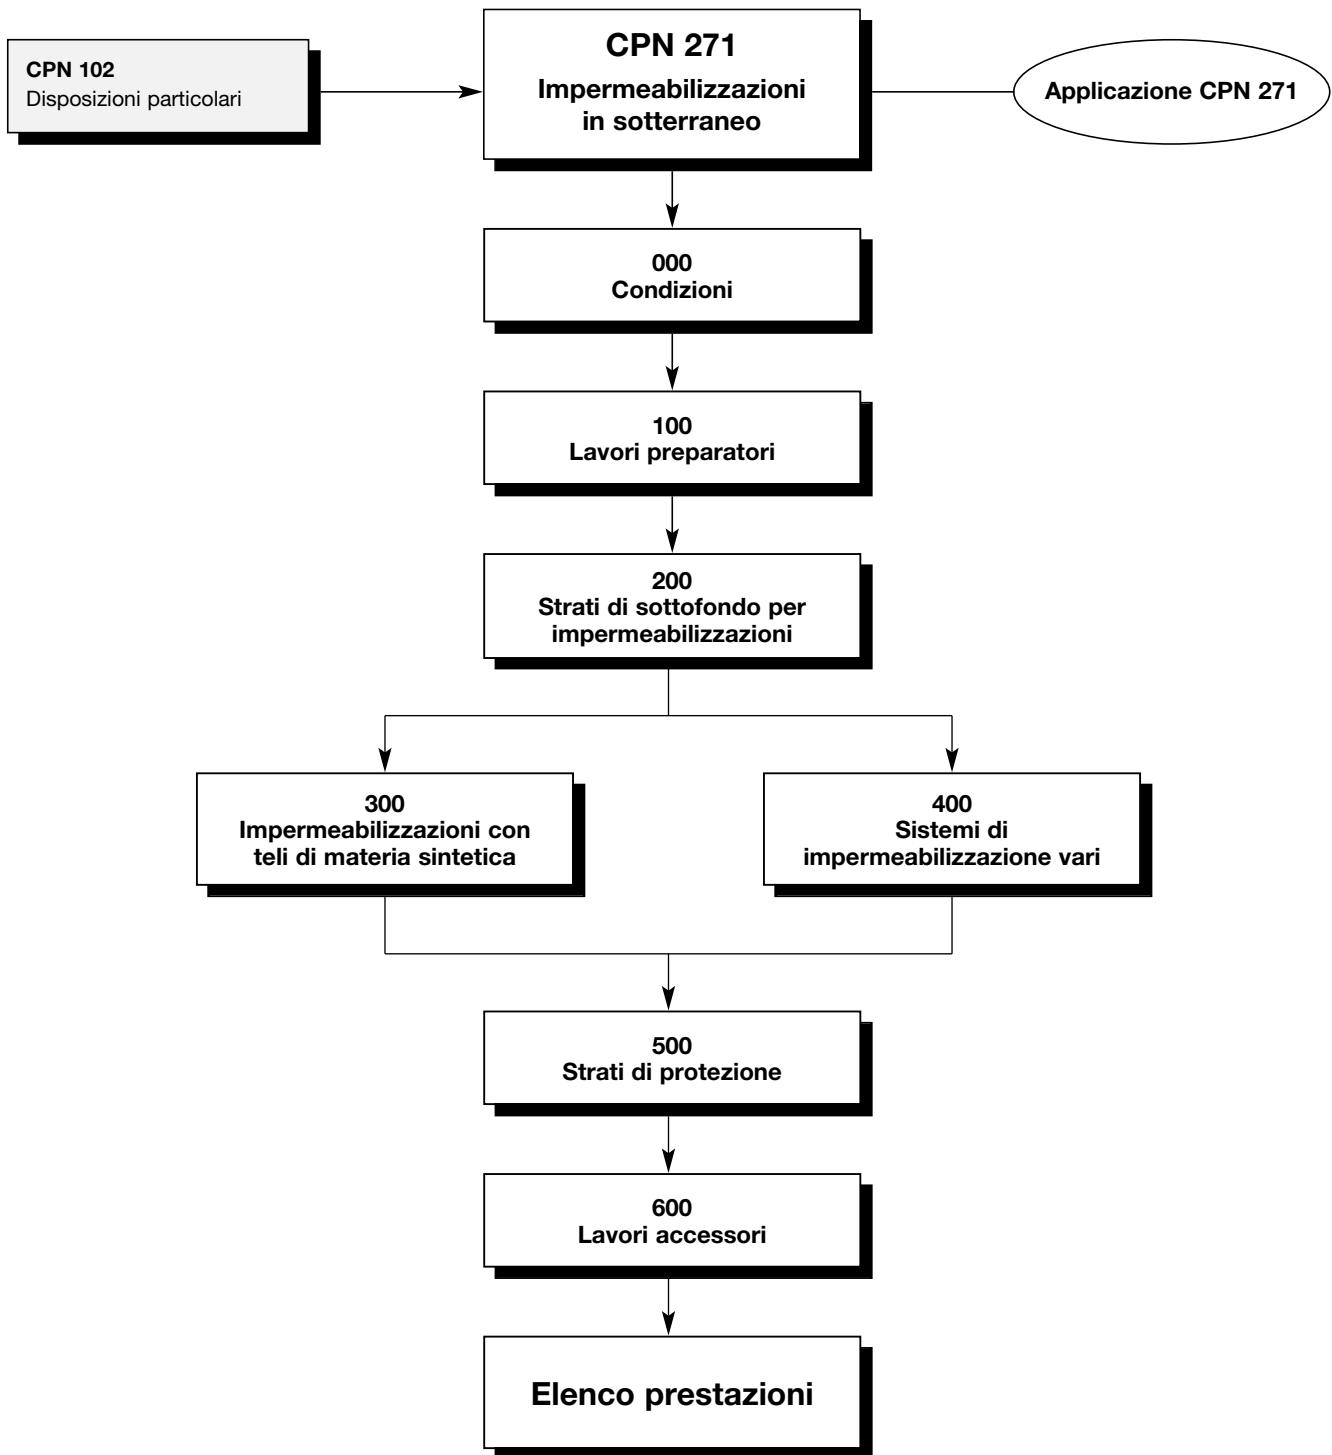 CPN 102
Disposizioni particolari
CPN 271
Impermeabilizzazioni
in sotterraneo
Applicazione CPN 271
000
Condizioni
100
Lavori preparatori
200
Strati di sottofondo per
impermeabilizzazioni
300
Impermeabilizzazioni con
teli di materia sintetica
400
Sistemi di
impermeabilizzazione vari
500
Strati di protezione
600
Lavori accessori
Elenco prestazioni